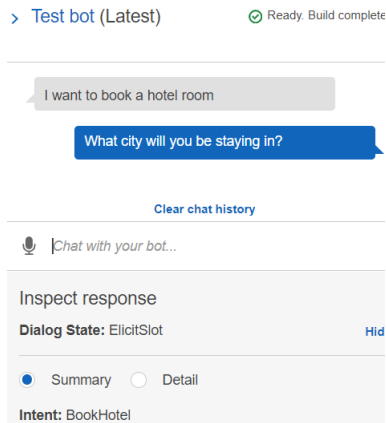 Test bot (Latest)
Ready. Build complete
I want to book a hotel room
What city will you be staying in?
Clear chat history
Chat with your bot...
Inspect response
Dialog State: ElicitSlot
Hid
Summary
Detail
Intent: BookHotel